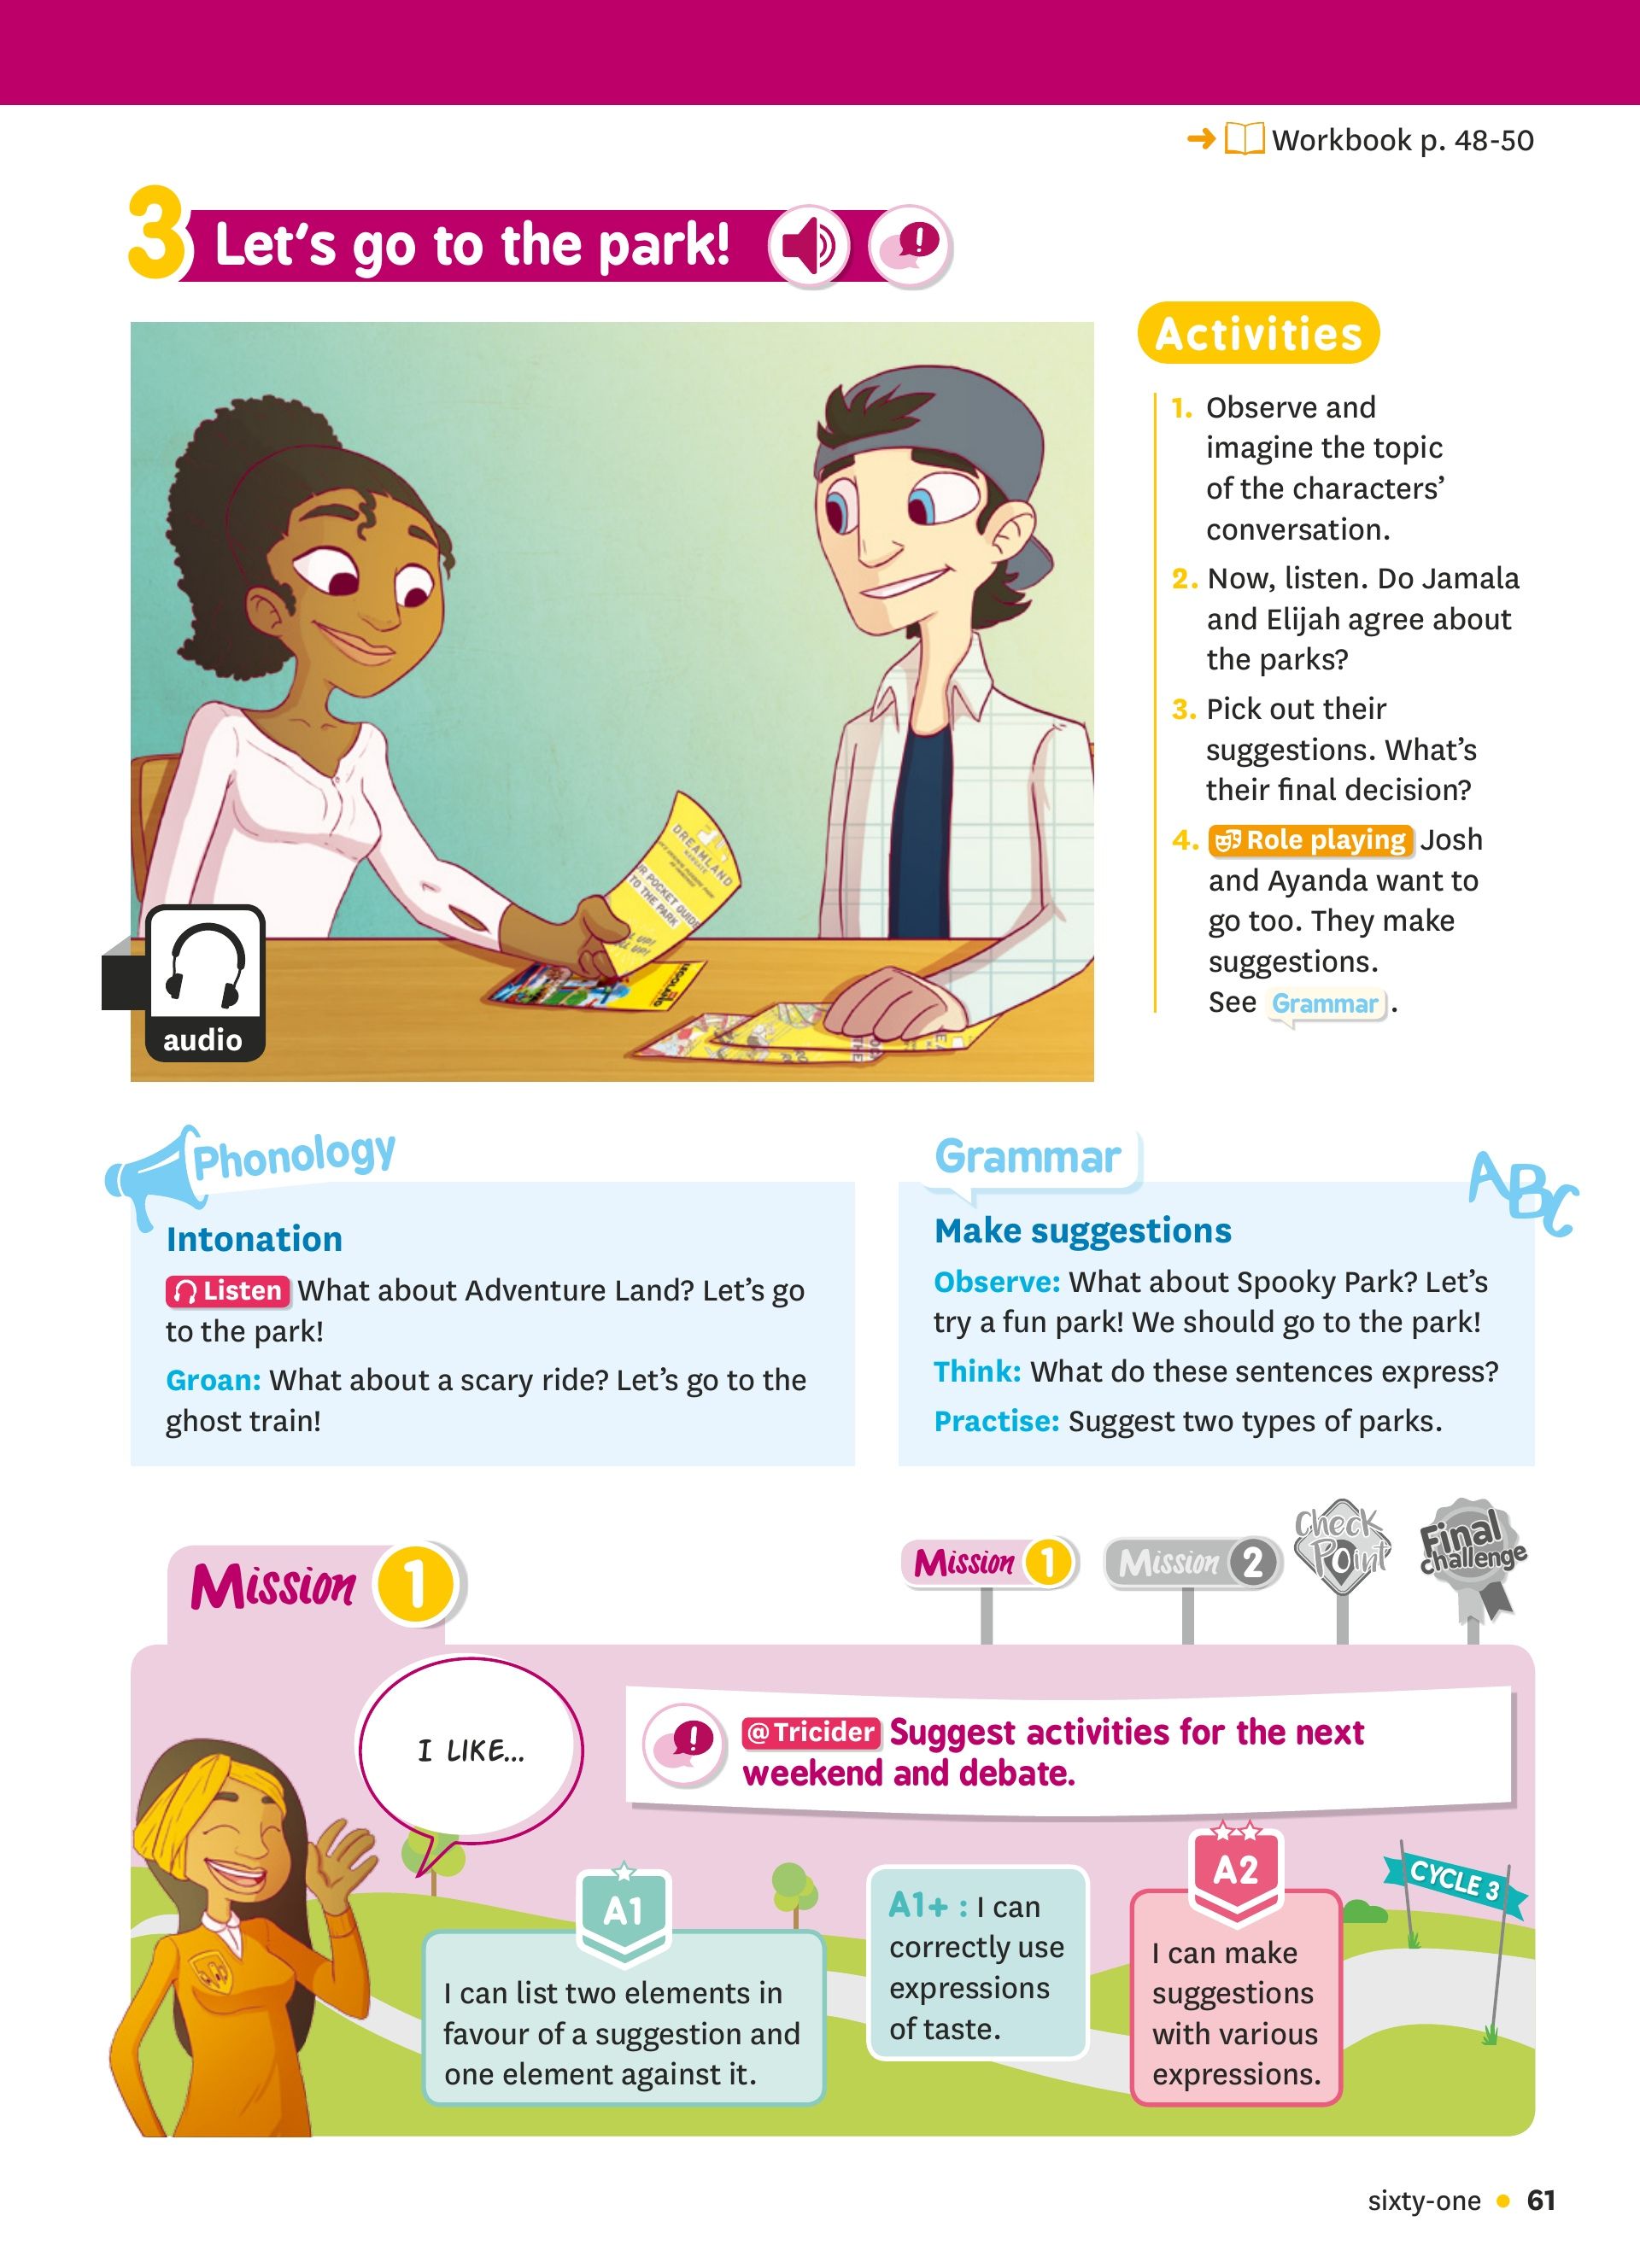 Workbook p. 48-50
3 Let's go to the park!
Activities
1. Observe and
imagine the topic
of the characters'
conversation.
2. Now, listen. Do Jamala
and Elijah agree about
the parks?
3. Pick out their
suggestions. What's
their final decision?
4. Role playing Josh
and Ayanda want to
go too. They make
suggestions.
See Grammar.
DREAMLAND
MARGATE
R POCKET GUIDE
TO THE PARK
audio
Phonology
Intonation
Listen What about Adventure Land? Let's go
to the park!
Groan: What about a scary ride? Let's go to the
ghost train!
Grammar
ABC
Make suggestions
Observe: What about Spooky Park? Let's
try a fun park! We should go to the park!
Think: What do these sentences express?
Practise: Suggest two types of parks.
Mission 1
Mission 1
Mission 2
Check
Point
Final
challenge
I LIKE...
@Tricider Suggest activities for the next
weekend and debate.
A1
I can list two elements in
favour of a suggestion and
one element against it.
A1+ : I can
correctly use
expressions
of taste.
A2
I can make
suggestions
with various
expressions.
CYCLE 3
sixty-one • 61